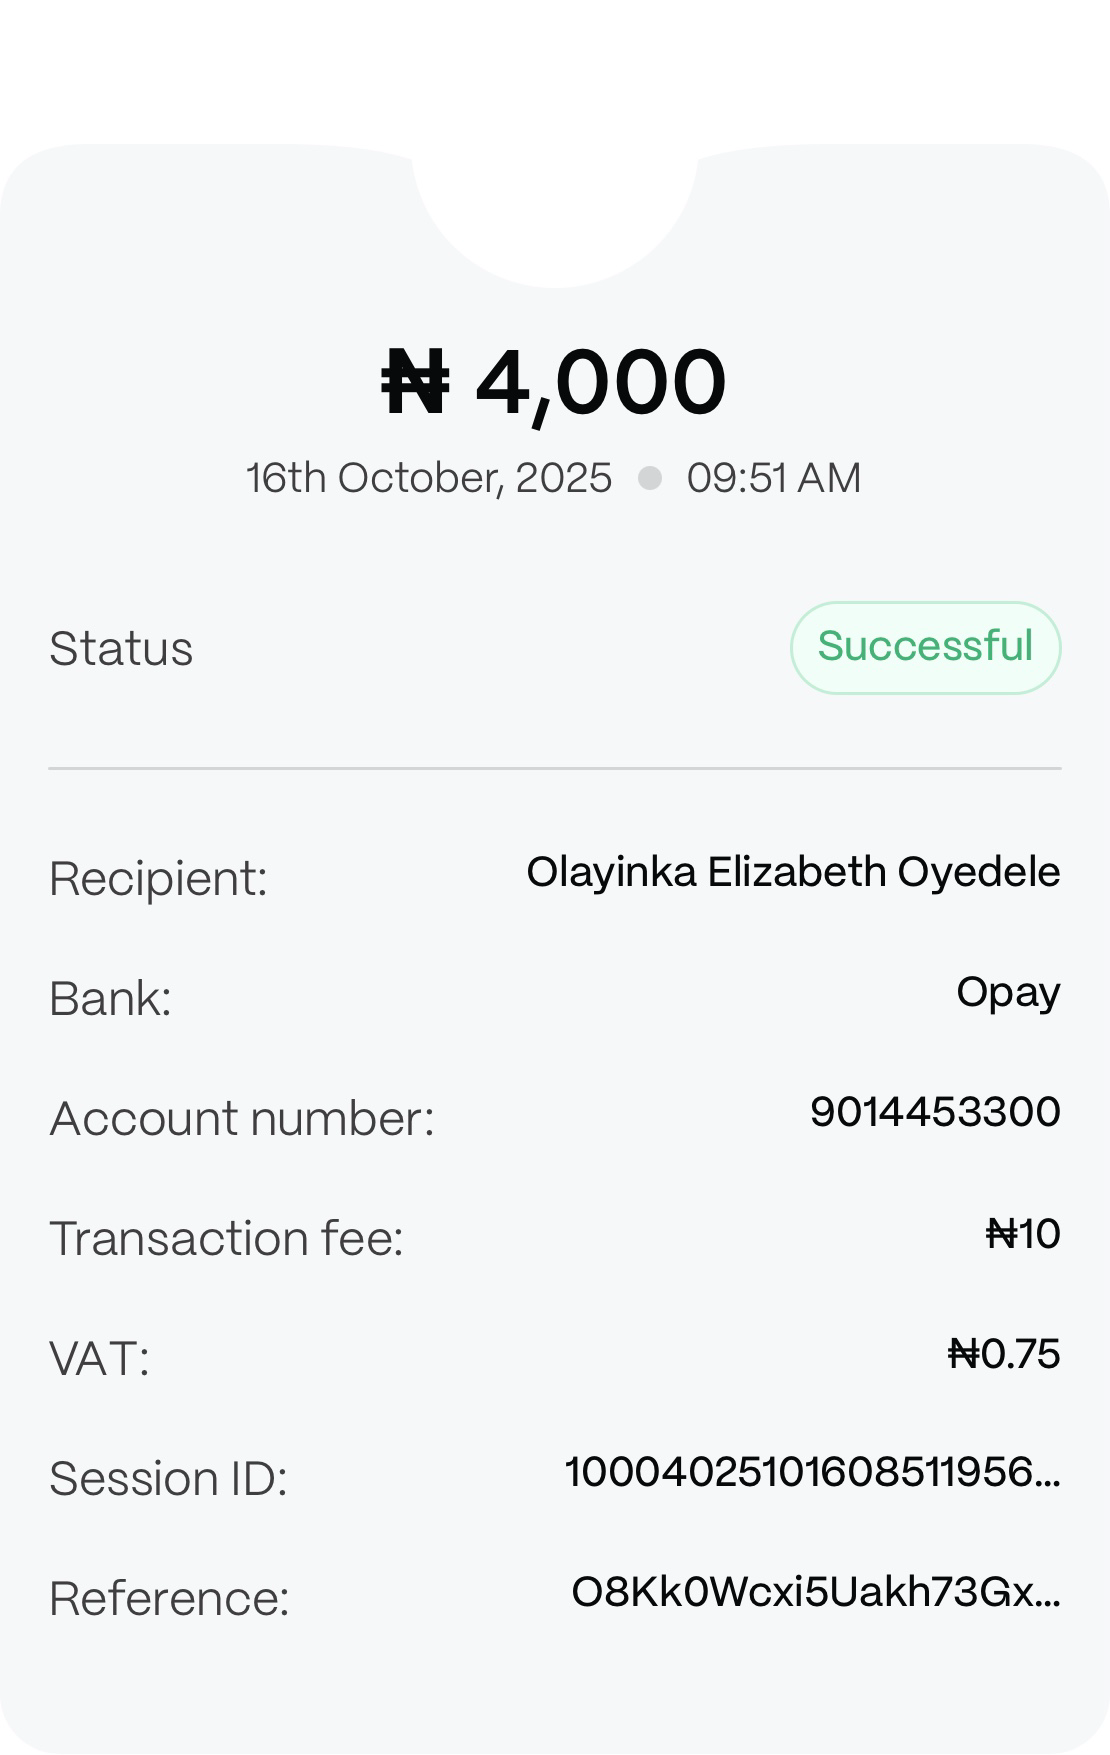 ₦ 4,000
16th October, 2025 ● 09:51 AM
Status Successful
Recipient: Olayinka Elizabeth Oyedele
Bank: Opay
Account number: 9014453300
Transaction fee: ₦10
VAT: ₦0.75
Session ID: 10004025101608511956...
Reference: O8Kk0Wcxi5Uakh73Gx...